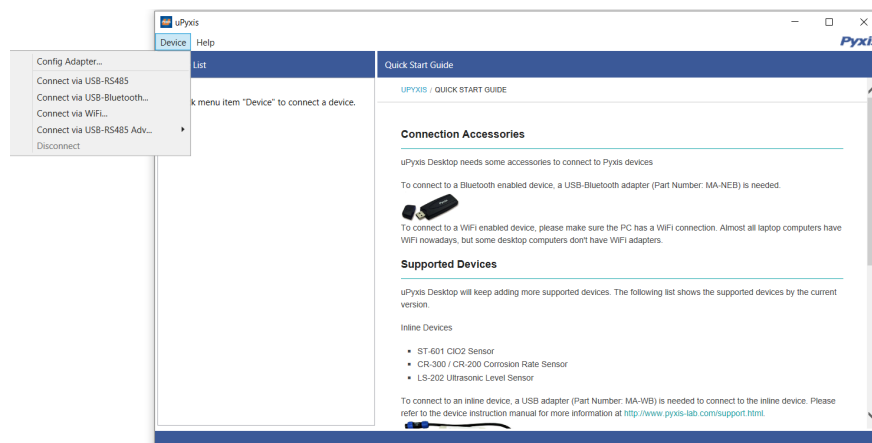 uPyxis
Device Help
Pyxis
Config Adapter...
Connect via USB-RS485
Connect via USB-Bluetooth...
Connect via WiFi...
Connect via USB-RS485 Adv...
Disconnect
List
menu item "Device" to connect a device.
Quick Start Guide
UPYXIS / QUICK START GUIDE
Connection Accessories
uPyxis Desktop needs some accessories to connect to Pyxis devices
To connect to a Bluetooth enabled device, a USB-Bluetooth adapter (Part Number: MA-NEB) is needed.
To connect to a WiFi enabled device, please make sure the PC has a WiFi connection. Almost all laptop computers have
WiFi nowadays, but some desktop computers don't have WiFi adapters.
Supported Devices
uPyxis Desktop will keep adding more supported devices. The following list shows the supported devices by the current
version.
Inline Devices
ST-601 ClO2 Sensor
CR-300 / CR-200 Corrosion Rate Sensor
LS-202 Ultrasonic Level Sensor
To connect to an inline device, a USB adapter (Part Number: MA-WB) is needed to connect to the inline device. Please
refer to the device instruction manual for more information at http://www.pyxis-lab.com/support.html.